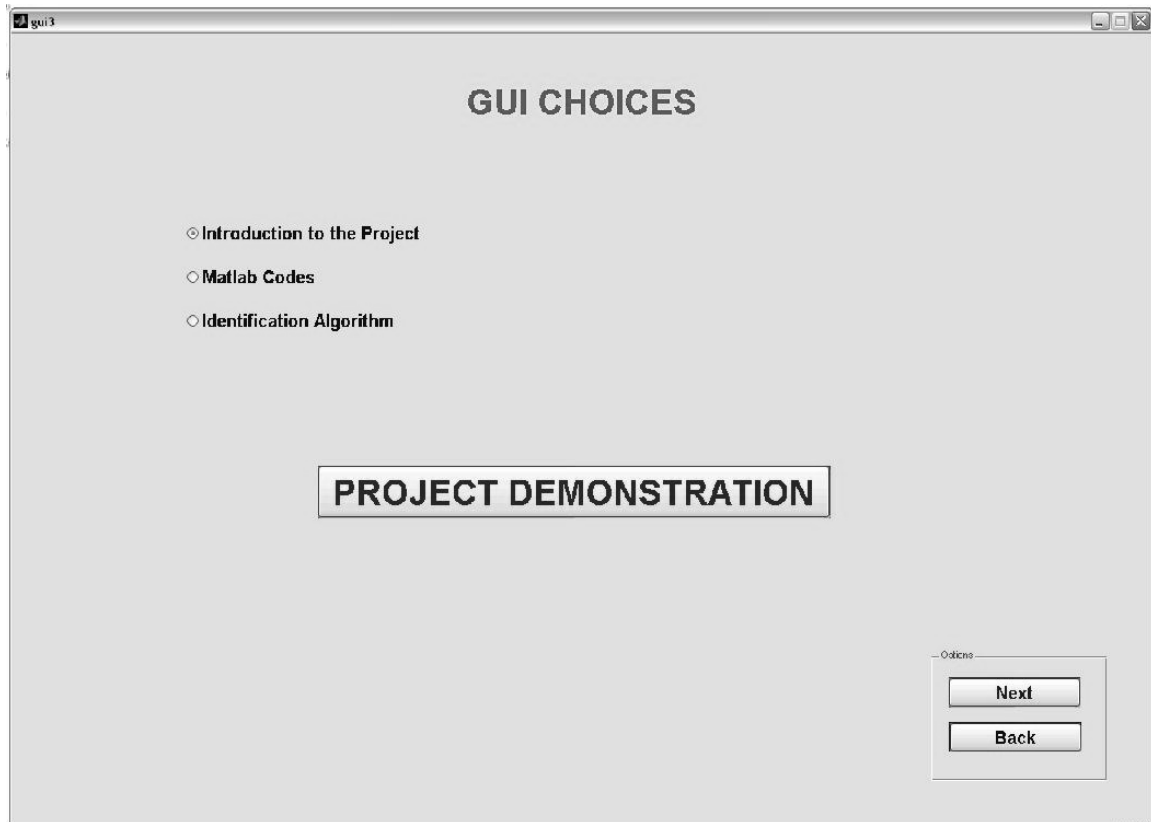 gui3
GUI CHOICES
Introduction to the Project
Matlab Codes
Identification Algorithm
PROJECT DEMONSTRATION
Options
Next
Back